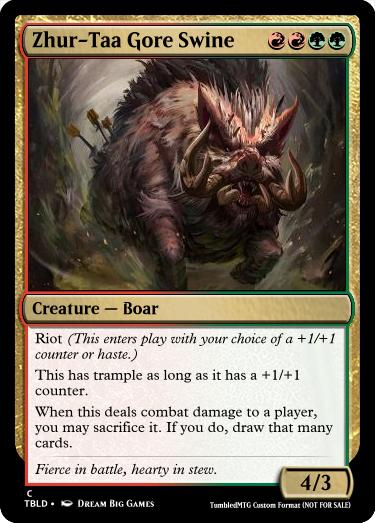 Zhur-Taa Gore Swine
Creature — Boar
Riot (This enters play with your choice of a +1/+1
counter or haste.)
This has trample as long as it has a +1/+1
counter.
When this deals combat damage to a player,
you may sacrifice it. If you do, draw that many
cards.
Fierce in battle, hearty in stew.
4/3
C
TBLD • Dream Big Games
TumbledMTG Custom Format (NOT FOR SALE)